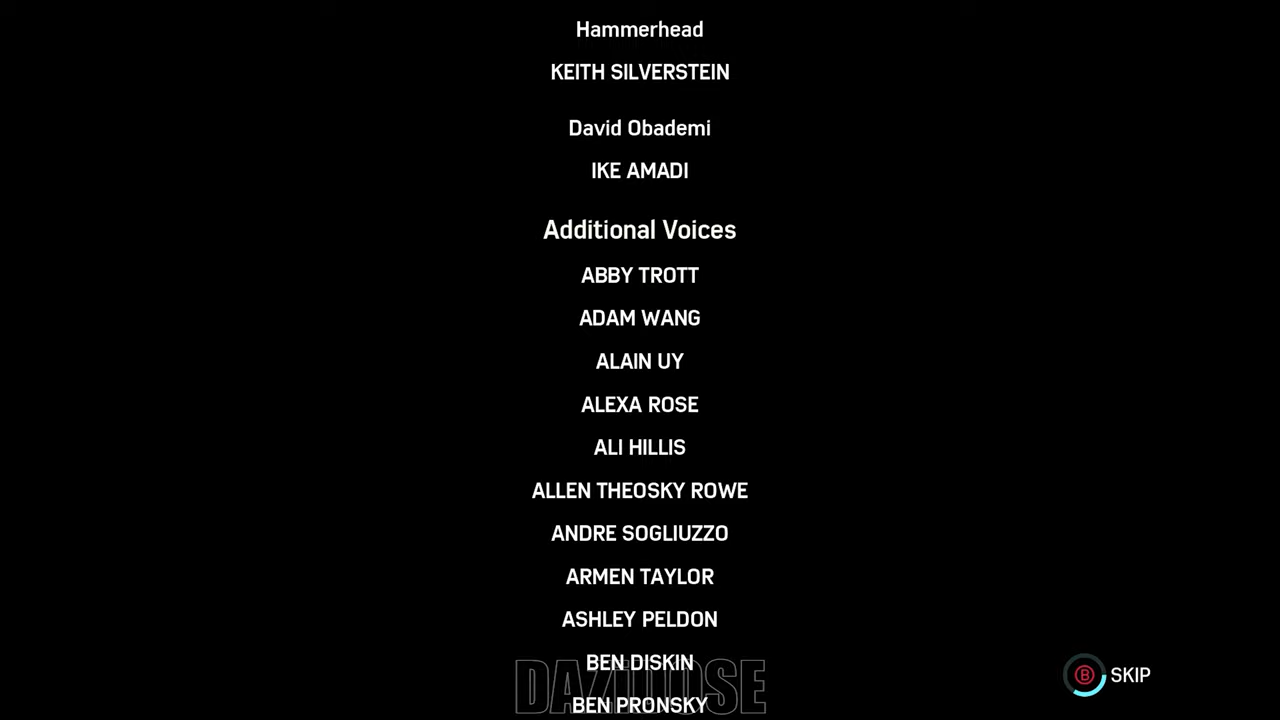 Hammerhead
KEITH SILVERSTEIN
David Obademi
IKE AMADI
Additional Voices
ABBY TROTT
ADAM WANG
ALAIN UY
ALEXA ROSE
ALI HILLIS
ALLEN THEOSKY ROWE
ANDRE SOGLIUZZO
ARMEN TAYLOR
ASHLEY PELDON
BEN DISKIN
B SKIP
BEN PRONSKY